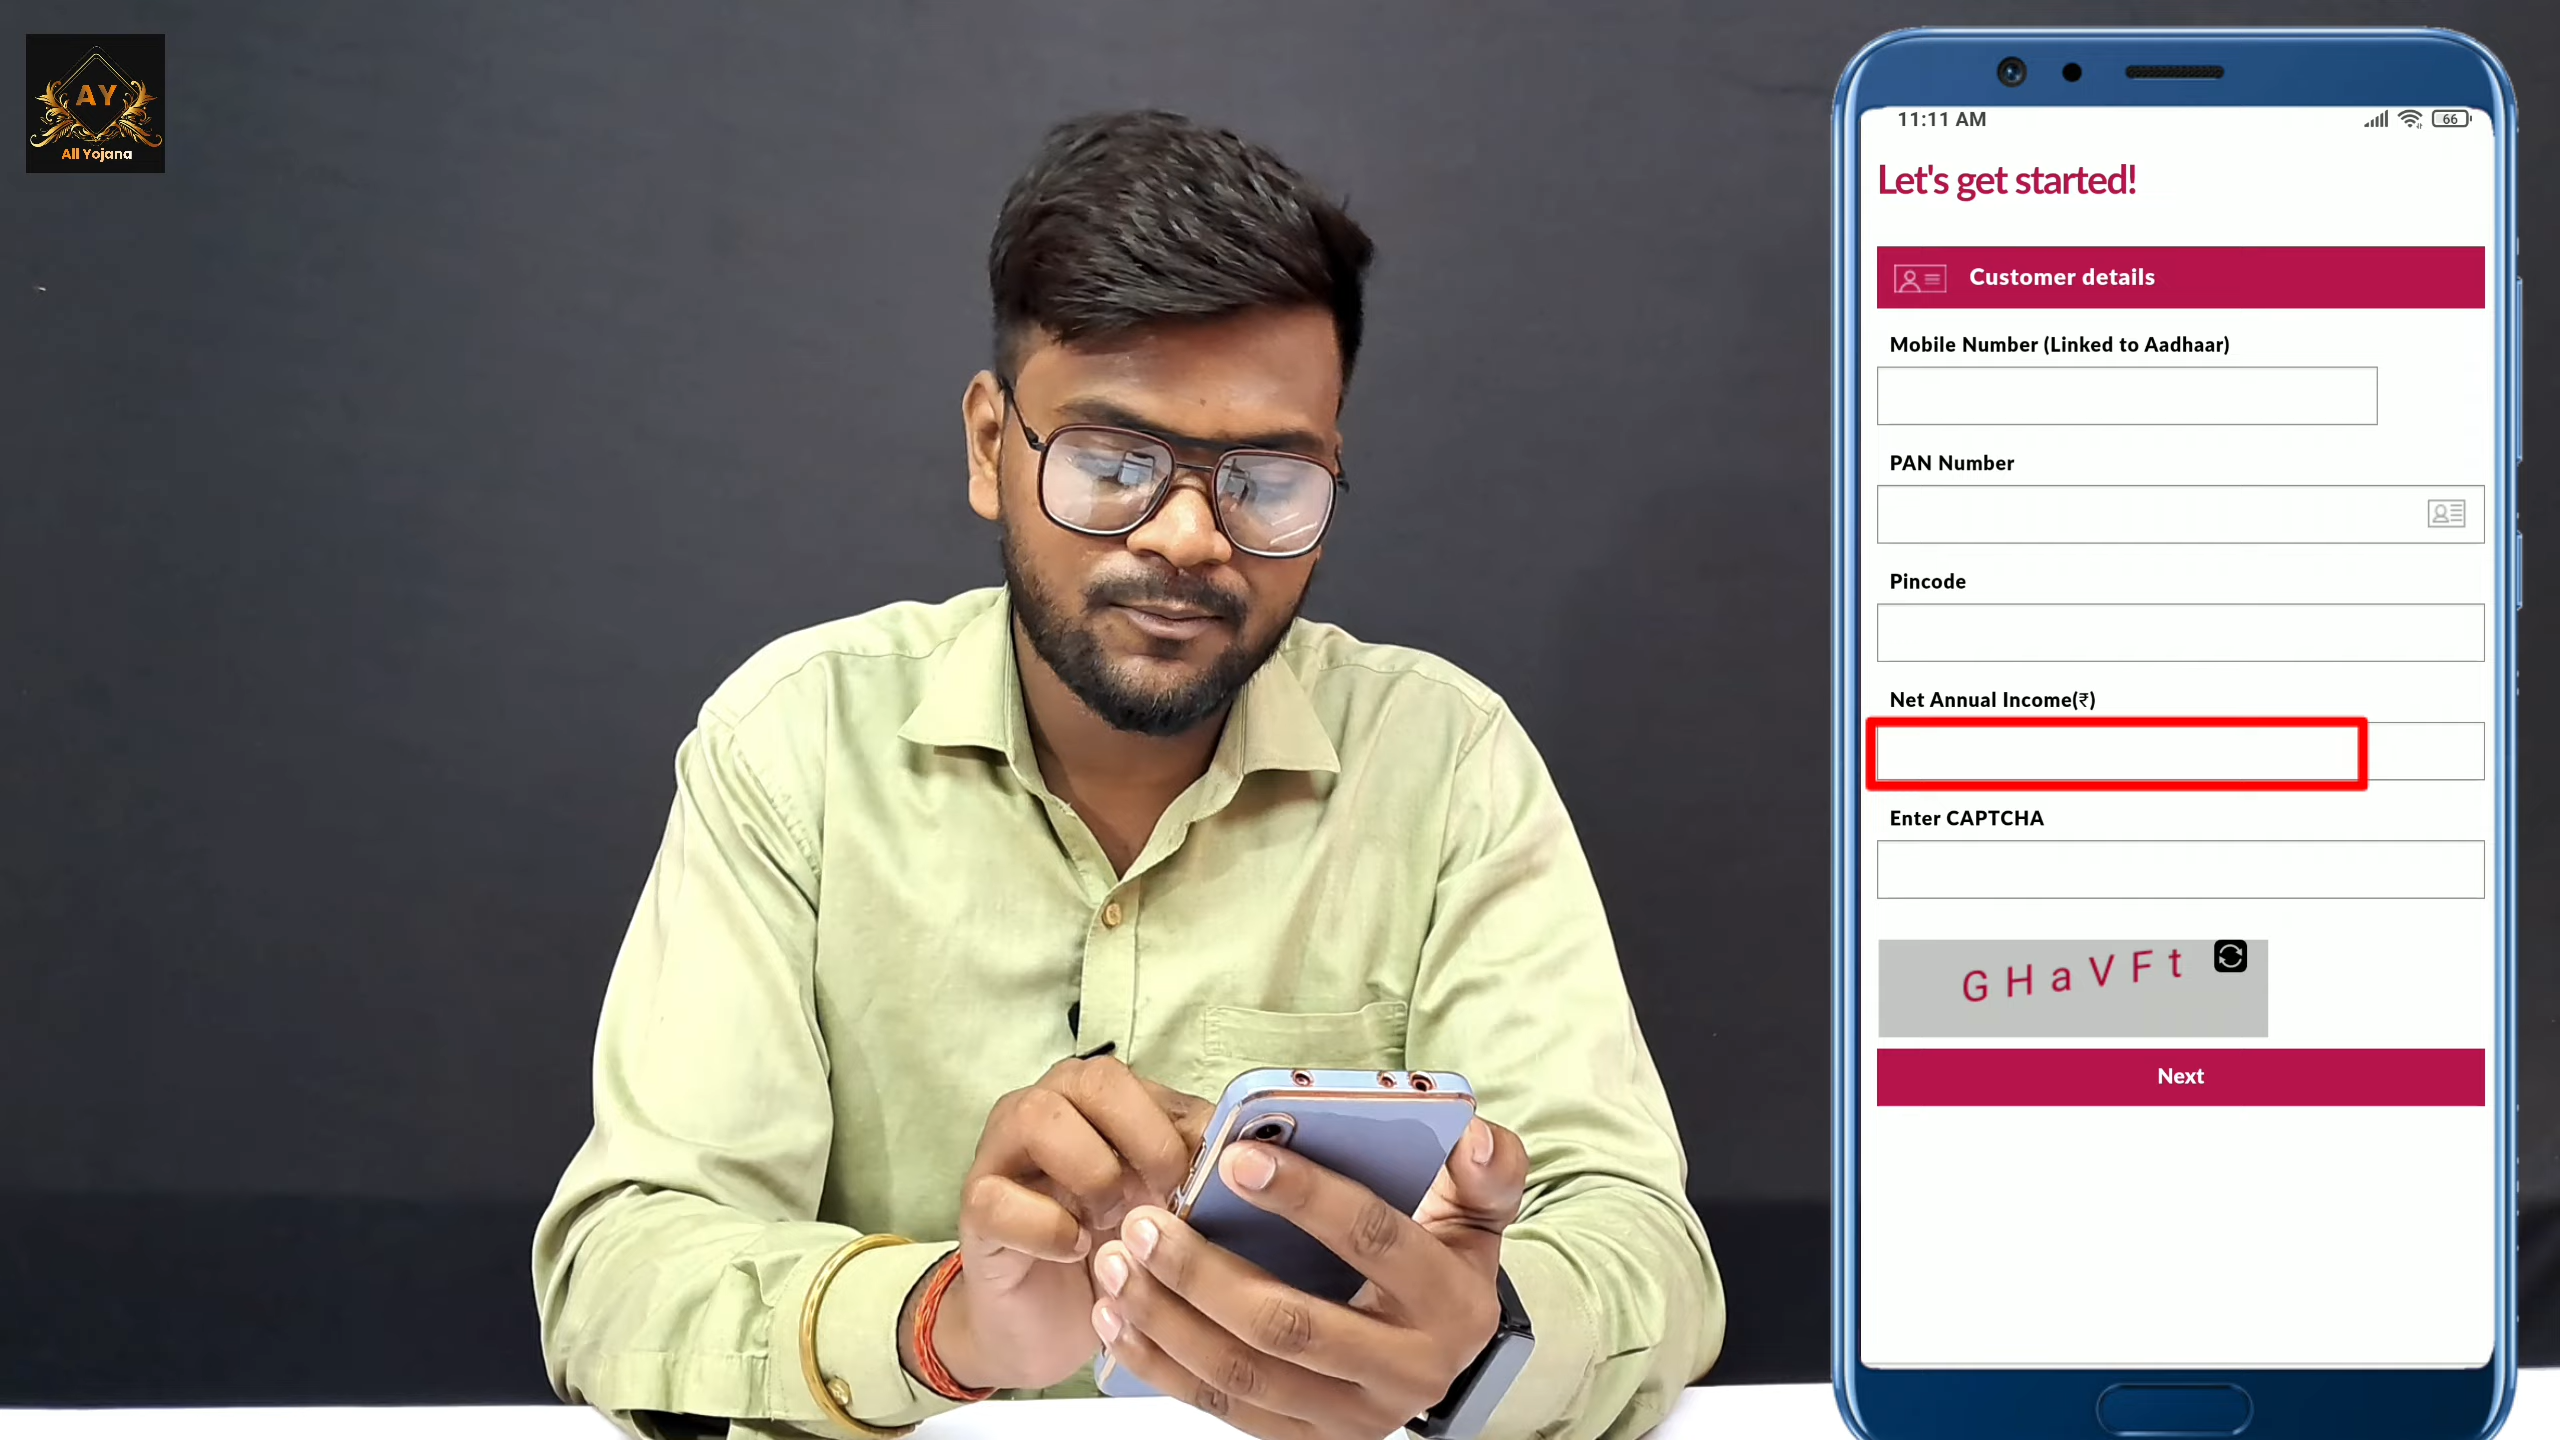 AY
All Yojana
11:11 AM
66
Let's get started!
Customer details
Mobile Number (Linked to Aadhaar)
PAN Number
Pincode
Net Annual Income(₹)
Enter CAPTCHA
G H a V F t
Next